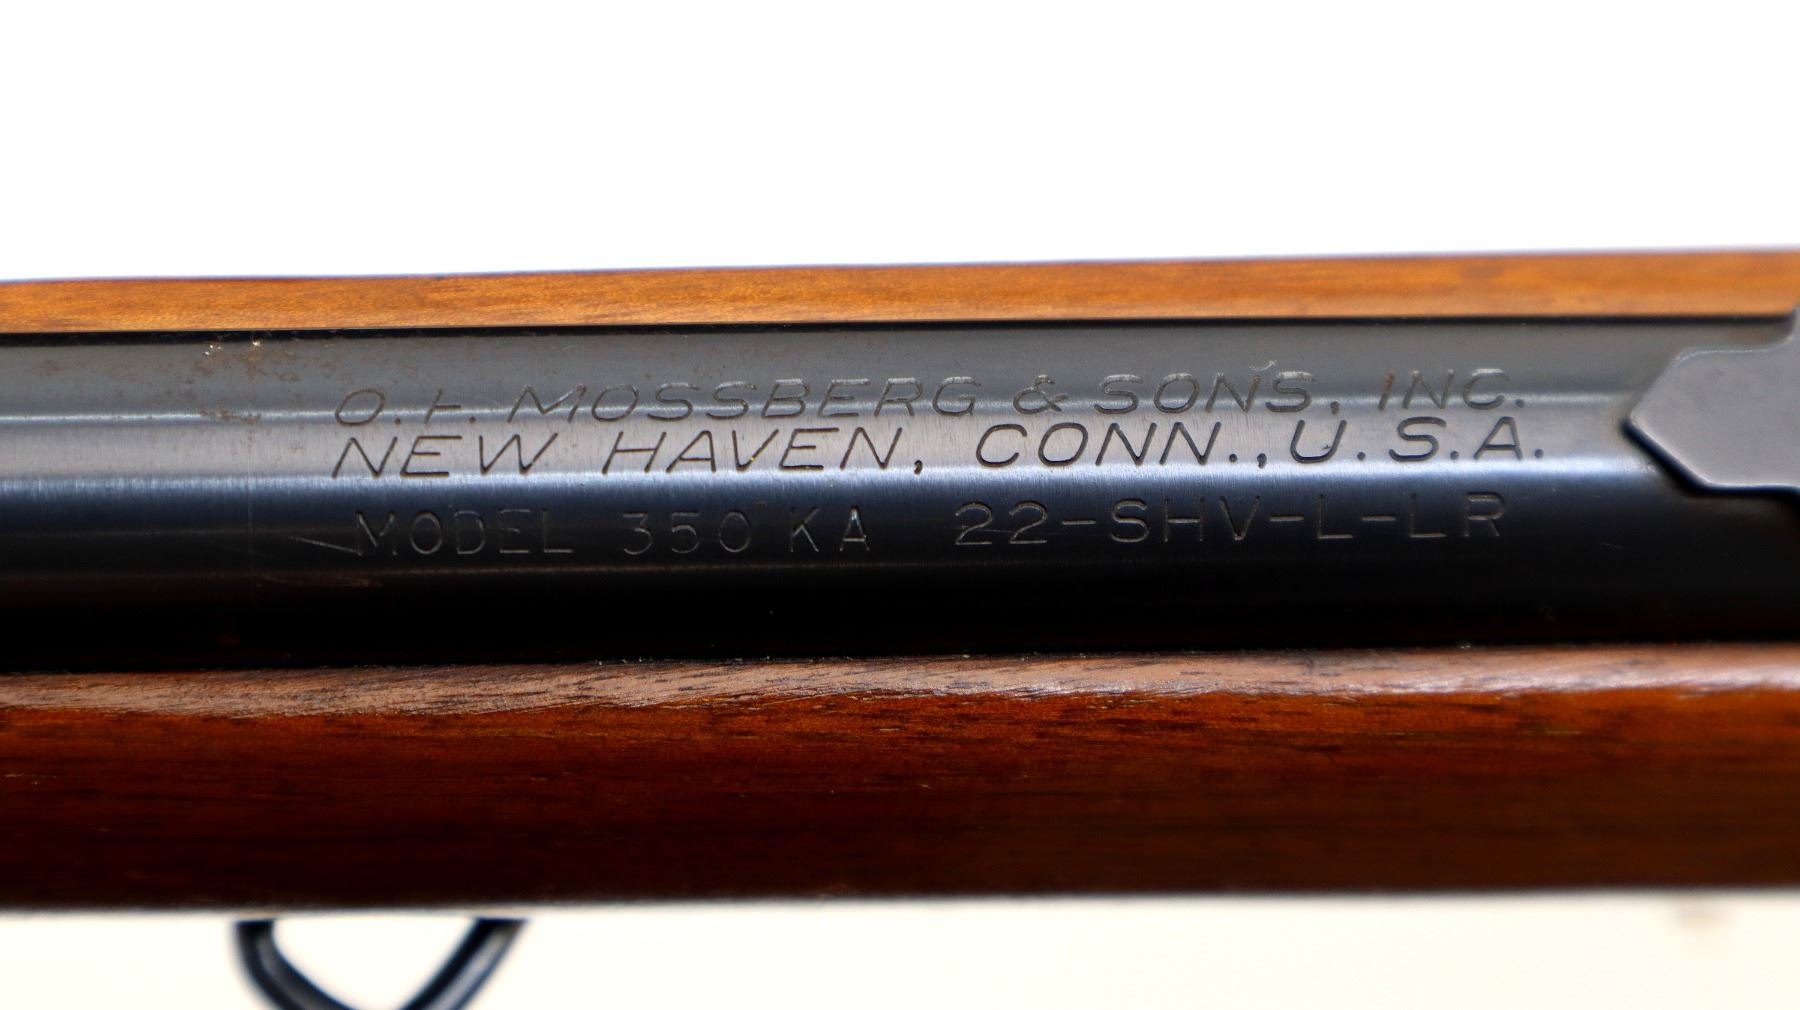 O.F. MOSSBERG & SONS, INC.
NEW HAVEN, CONN., U.S.A.
MODEL 350 KA 22-SHV-L-LR